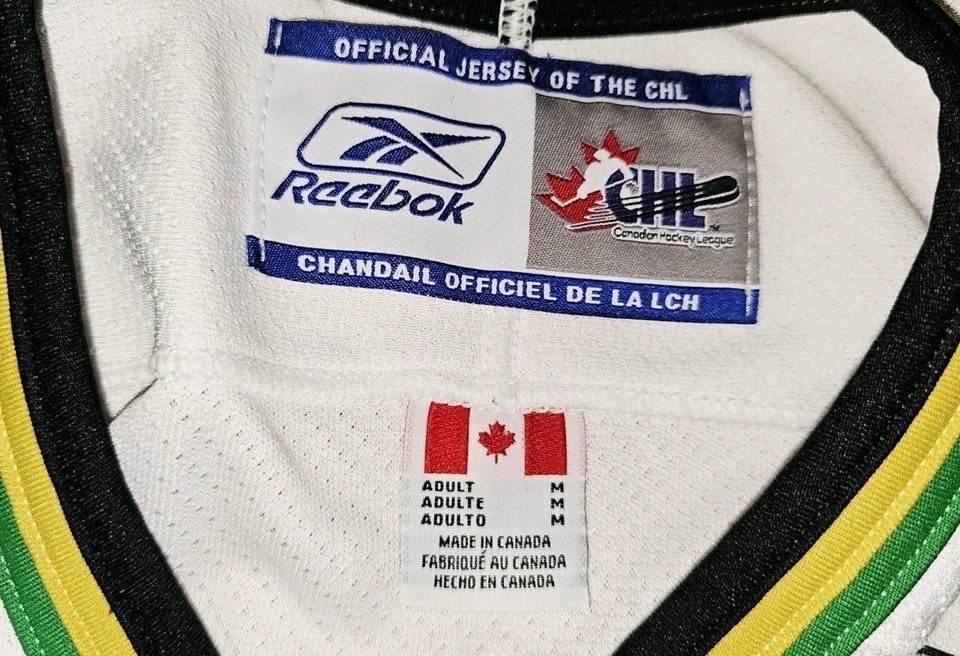 OFFICIAL JERSEY OF THE CHL
Reebok
CHL TM
Canadian Hockey League
CHANDAIL OFFICIEL DE LA LCH
ADULT M
ADULTE M
ADULTO M
MADE IN CANADA
FABRIQUÉ AU CANADA
HECHO EN CANADA